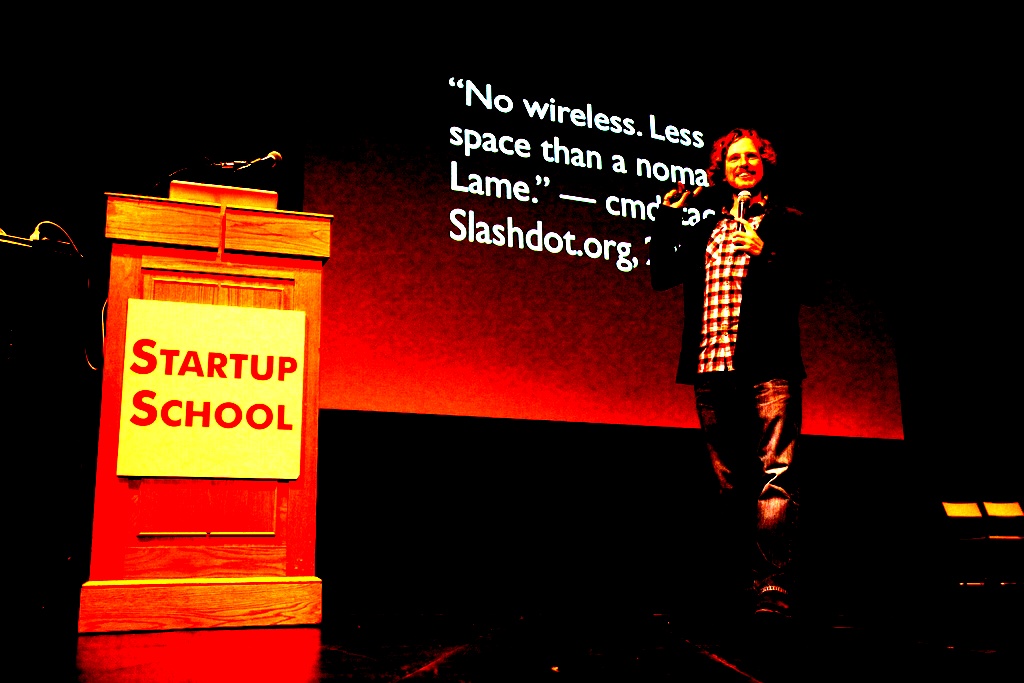 “No wireless. Less
space than a noma
Lame.” — cmd
Slashdot.org,
STARTUP
SCHOOL